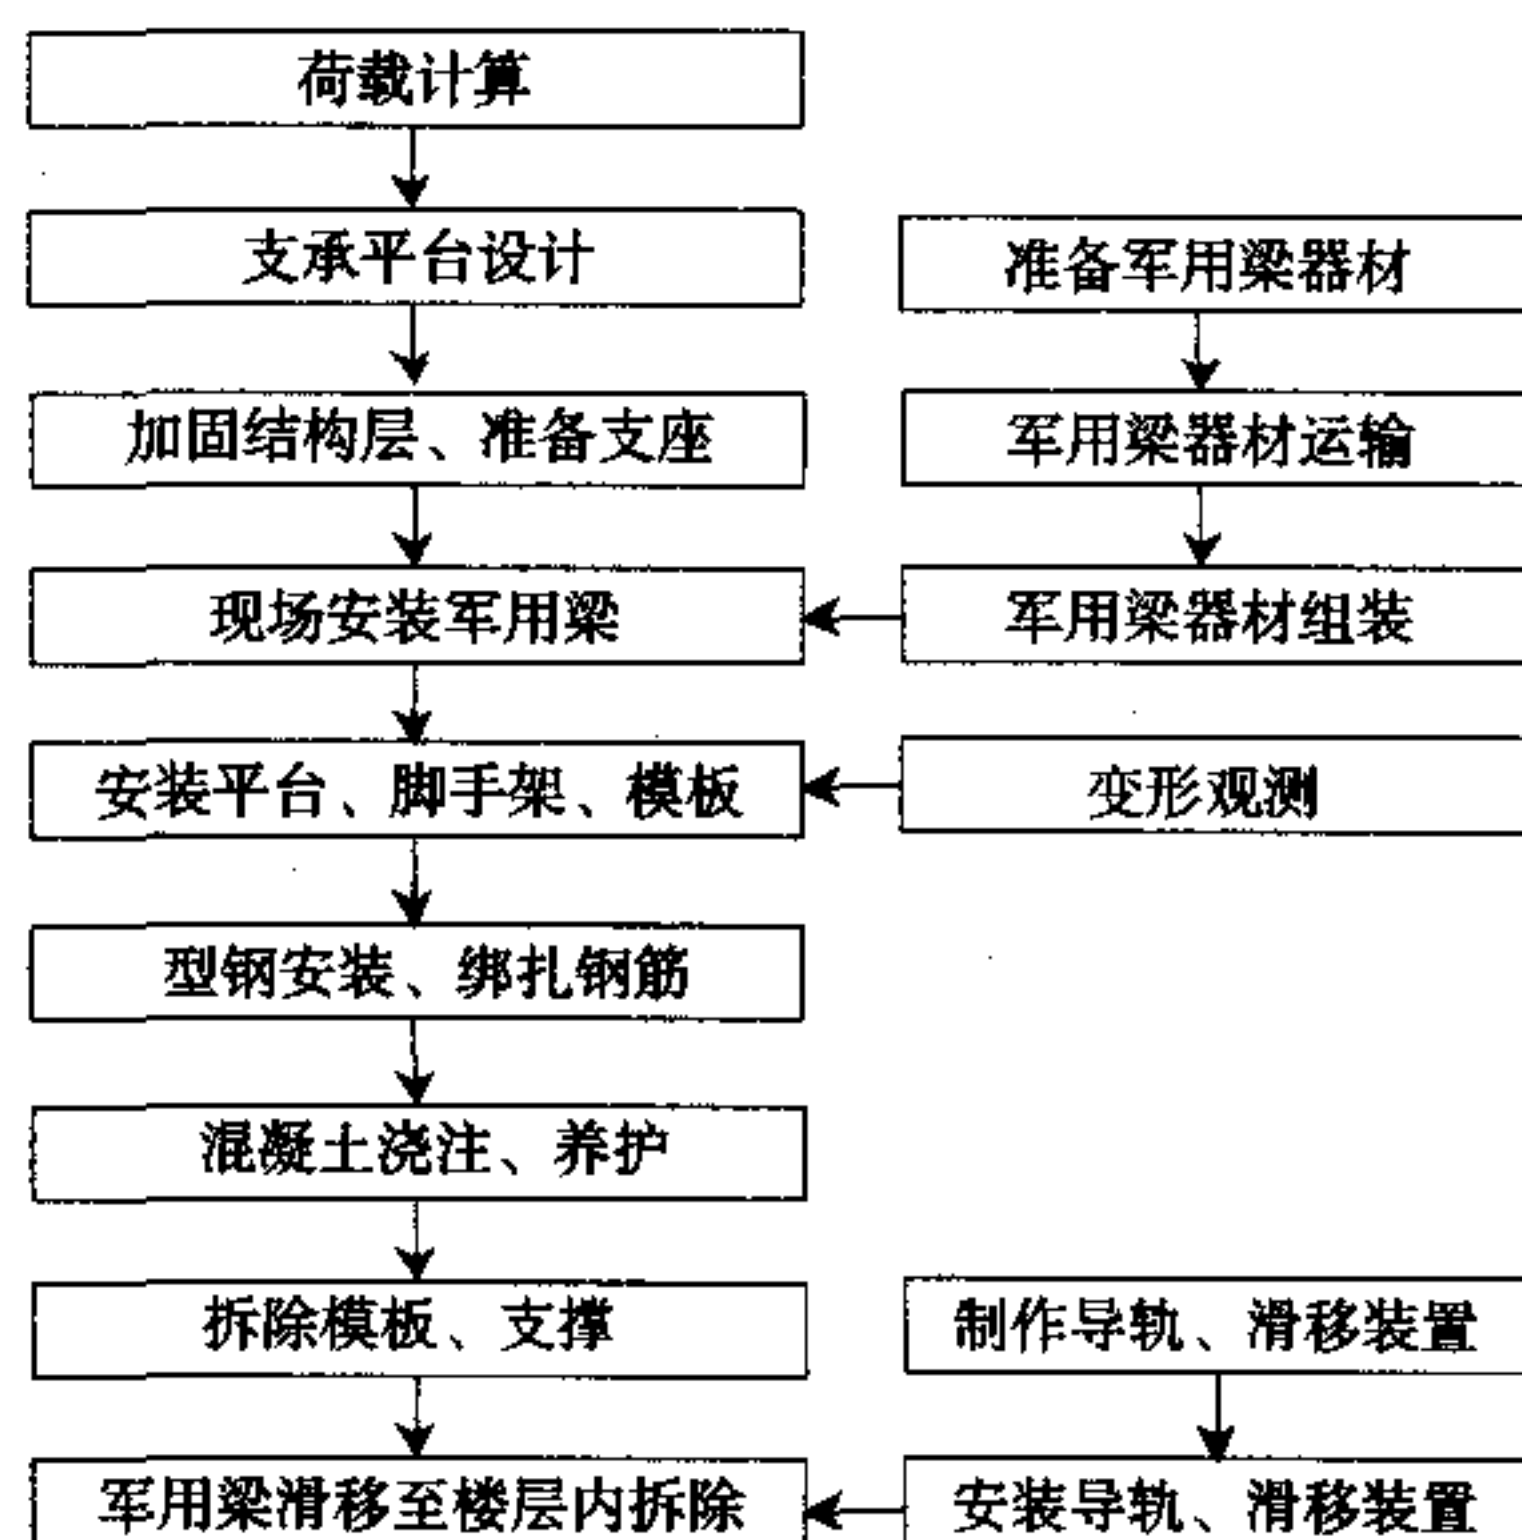 荷载计算
支承平台设计
准备军用梁器材
加固结构层、准备支座
军用梁器材运输
现场安装军用梁
军用梁器材组装
安装平台、脚手架、模板
变形观测
型钢安装、绑扎钢筋
混凝土浇注、养护
拆除模板、支撑
制作导轨、滑移装置
军用梁滑移至楼层内拆除
安装导轨、滑移装置